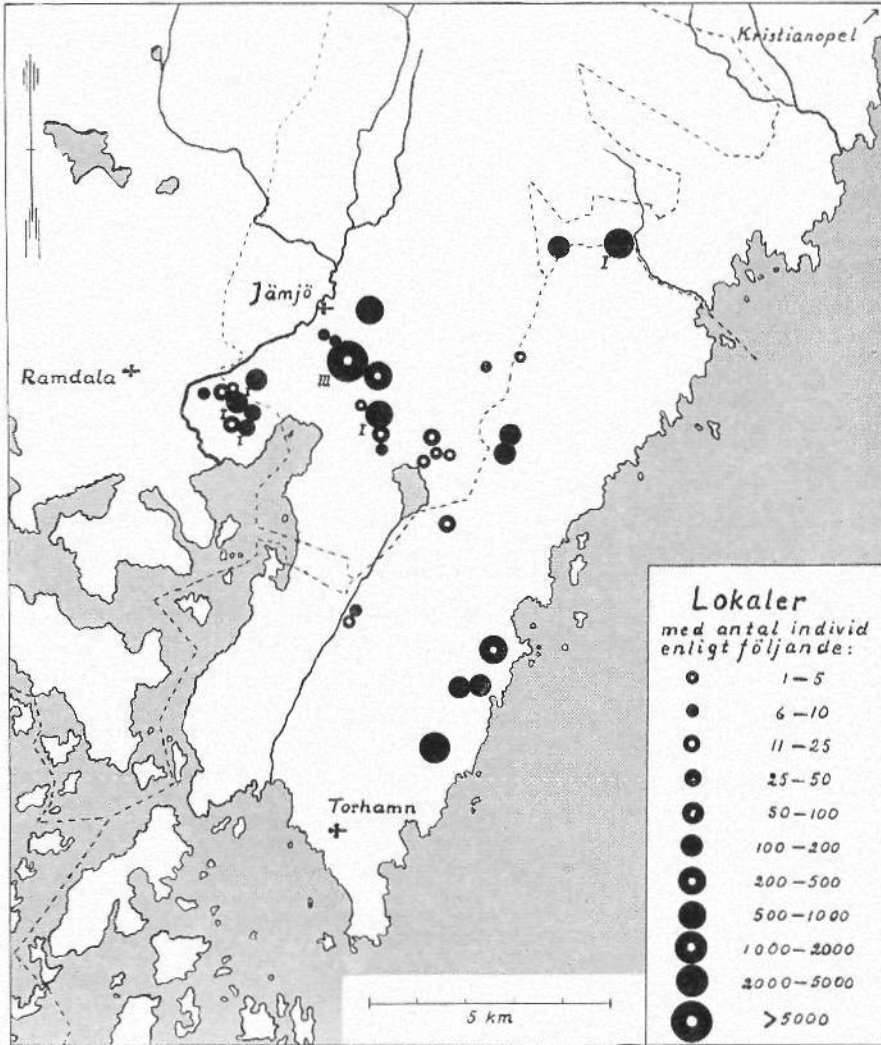 Kristianopel
Jämjö
I
Ramdala
III
I
I
I
I
Torhamn
5 km
Lokaler
med antal individ
enligt följande:
1–5
6–10
11–25
25–50
50–100
100–200
200–500
500–1000
1000–2000
2000–5000
>5000